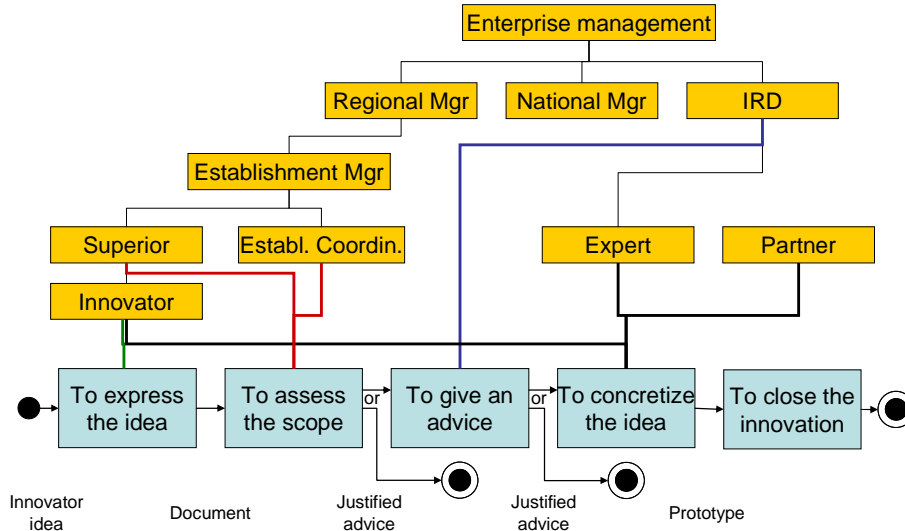 Enterprise management
Regional Mgr
National Mgr
IRD
Establishment Mgr
Superior
Establ. Coordin.
Expert
Partner
Innovator
To express
the idea
To assess
the scope
or
To give an
advice
or
To concretize
the idea
To close the
innovation
Innovator
idea
Document
Justified
advice
Justified
advice
Prototype